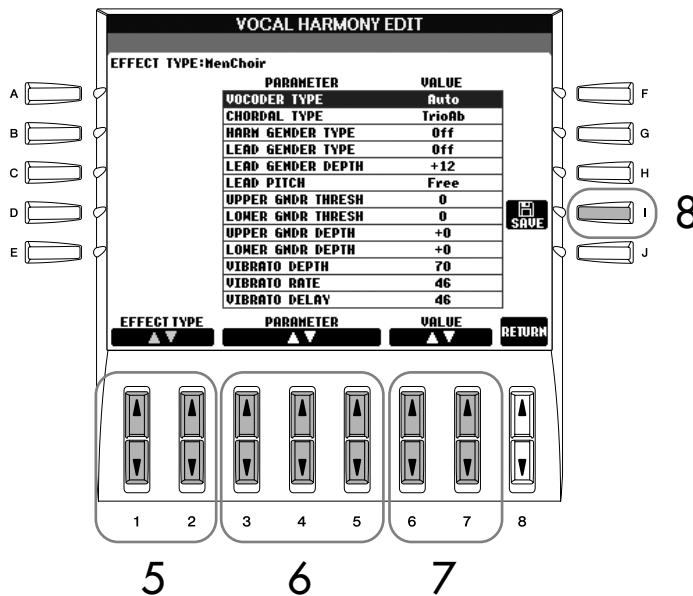 VOCAL HARMONY EDIT
EFFECT TYPE:MenChoir
PARAMETER VALUE
VOCODER TYPE Auto
CHORDAL TYPE TrioAb
HARM GENDER TYPE Off
LEAD GENDER TYPE Off
LEAD GENDER DEPTH +12
LEAD PITCH Free
UPPER GNDR THRESH 0
LOWER GNDR THRESH 0
UPPER GNDR DEPTH +0
LOWER GNDR DEPTH +0
VIBRATO DEPTH 70
VIBRATO RATE 46
VIBRATO DELAY 46
A
B
C
D
E
F
G
H
I
J
8
SAVE
EFFECT TYPE PARAMETER VALUE RETURN
1 2 3 4 5 6 7 8
5 6 7